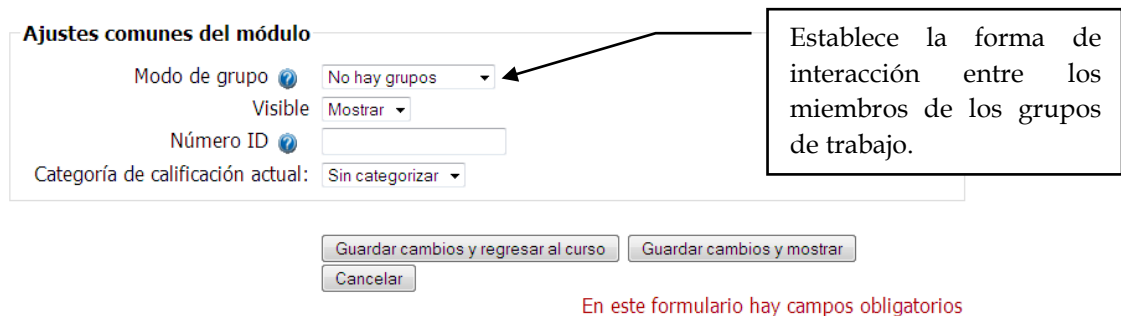 Ajustes comunes del módulo
Modo de grupo No hay grupos
Visible Mostrar
Número ID
Categoría de calificación actual: Sin categorizar
Establece la forma de
interacción entre los
miembros de los grupos
de trabajo.
Guardar cambios y regresar al curso Guardar cambios y mostrar
Cancelar
En este formulario hay campos obligatorios